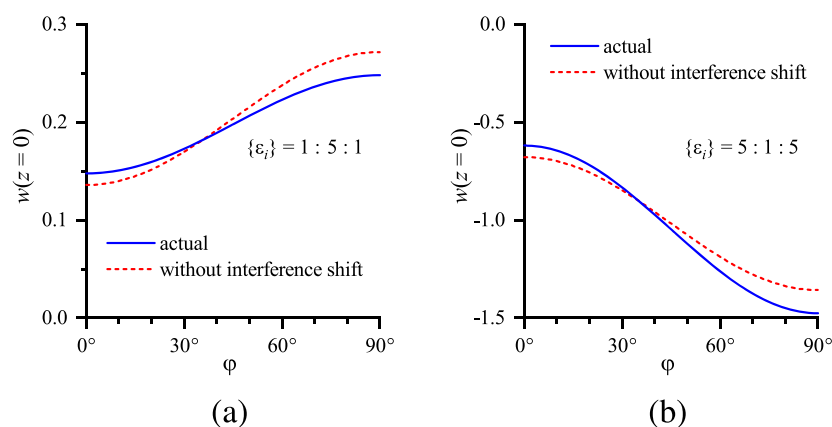 0.3
0.2
0.1
0.0
w(z = 0)
{ε_i} = 1 : 5 : 1
actual
without interference shift
0° 30° 60° 90°
φ
(a)
0.0
-0.5
-1.0
-1.5
w(z = 0)
actual
without interference shift
{ε_i} = 5 : 1 : 5
0° 30° 60° 90°
φ
(b)